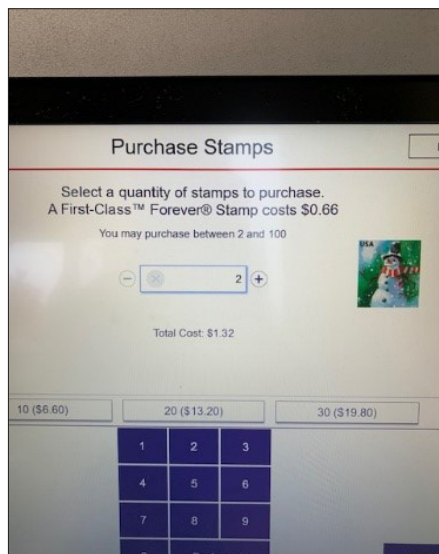 Purchase Stamps
Select a quantity of stamps to purchase.
A First-Class™ Forever® Stamp costs $0.66
You may purchase between 2 and 100
USA
2
Total Cost: $1.32
10 ($6.60)
20 ($13.20)
30 ($19.80)
1 2 3
4 5 6
7 8 9